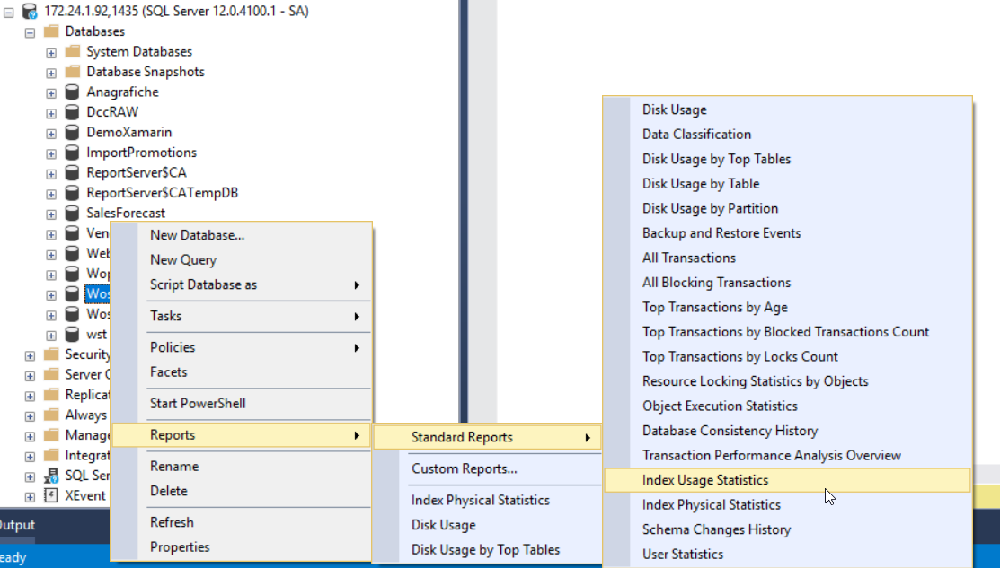 172.24.1.92,1435 (SQL Server 12.0.4100.1 - SA)
Databases
System Databases
Database Snapshots
Anagrafiche
DccRAW
DemoXamarin
ImportPromotions
ReportServer$CA
ReportServer$CATempDB
SalesForecast
Ven
Web
Wos
Wos
wst
Security
Server
Always
XEvent
New Database...
New Query
Script Database as
Tasks
Policies
Facets
Start PowerShell
Reports
Rename
Delete
Refresh
Properties
Standard Reports
Custom Reports...
Index Physical Statistics
Disk Usage
Disk Usage by Top Tables
Disk Usage
Data Classification
Disk Usage by Top Tables
Disk Usage by Table
Disk Usage by Partition
Backup and Restore Events
All Transactions
All Blocking Transactions
Top Transactions by Age
Top Transactions by Blocked Transactions Count
Top Transactions by Locks Count
Resource Locking Statistics by Objects
Object Execution Statistics
Database Consistency History
Transaction Performance Analysis Overview
Index Usage Statistics
Index Physical Statistics
Schema Changes History
User Statistics
utput
eady